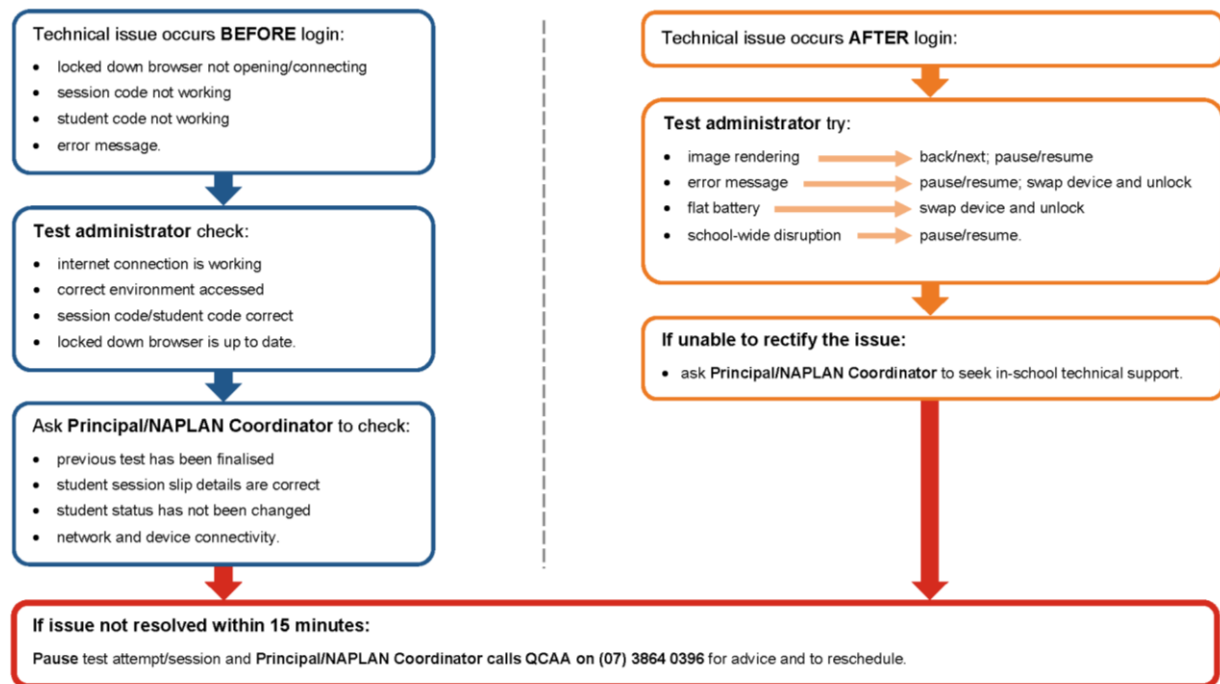 Technical issue occurs BEFORE login:
• locked down browser not opening/connecting
• session code not working
• student code not working
• error message.
Test administrator check:
• internet connection is working
• correct environment accessed
• session code/student code correct
• locked down browser is up to date.
Ask Principal/NAPLAN Coordinator to check:
• previous test has been finalised
• student session slip details are correct
• student status has not been changed
• network and device connectivity.
Technical issue occurs AFTER login:
Test administrator try:
• image rendering back/next; pause/resume
• error message pause/resume; swap device and unlock
• flat battery swap device and unlock
• school-wide disruption pause/resume.
If unable to rectify the issue:
• ask Principal/NAPLAN Coordinator to seek in-school technical support.
If issue not resolved within 15 minutes:
Pause test attempt/session and Principal/NAPLAN Coordinator calls QCAA on (07) 3864 0396 for advice and to reschedule.